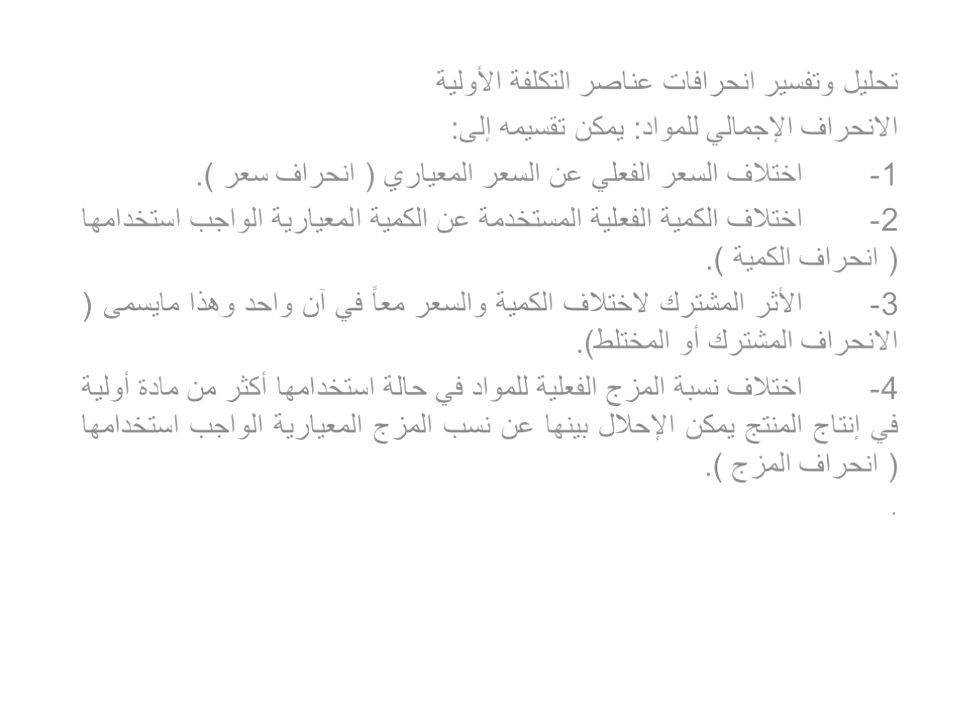 تحليل وتفسير انحرافات عناصر التكلفة الأولية
الانحراف الإجمالي للمواد: يمكن تقسيمه إلى:
1- اختلاف السعر الفعلي عن السعر المعياري ( انحراف سعر ).
2- اختلاف الكمية الفعلية المستخدمة عن الكمية المعيارية الواجب استخدامها
( انحراف الكمية ).
3- الأثر المشترك لاختلاف الكمية والسعر معاً في آن واحد وهذا مايسمى (
الانحراف المشترك أو المختلط).
4- اختلاف نسبة المزج الفعلية للمواد في حالة استخدامها أكثر من مادة أولية
في إنتاج المنتج يمكن الإحلال بينها عن نسب المزج المعيارية الواجب استخدامها
( انحراف المزج ).
.